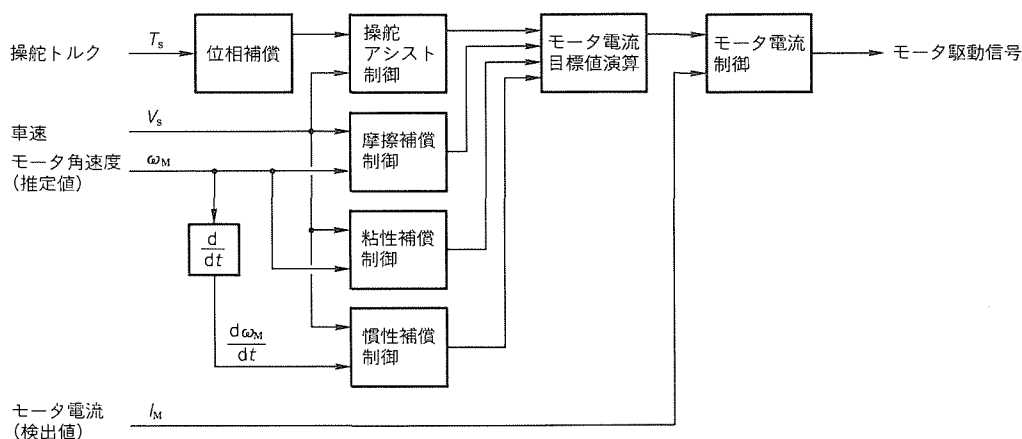 操舵トルク
T_s
位相補償
操舵
アシスト
制御
モータ電流
目標値演算
モータ電流
制御
モータ駆動信号
車速
V_s
モータ角速度
(推定値)
ω_M
摩擦補償
制御
粘性補償
制御
d
dt
慣性補償
制御
dω_M
dt
モータ電流
(検出値)
I_M